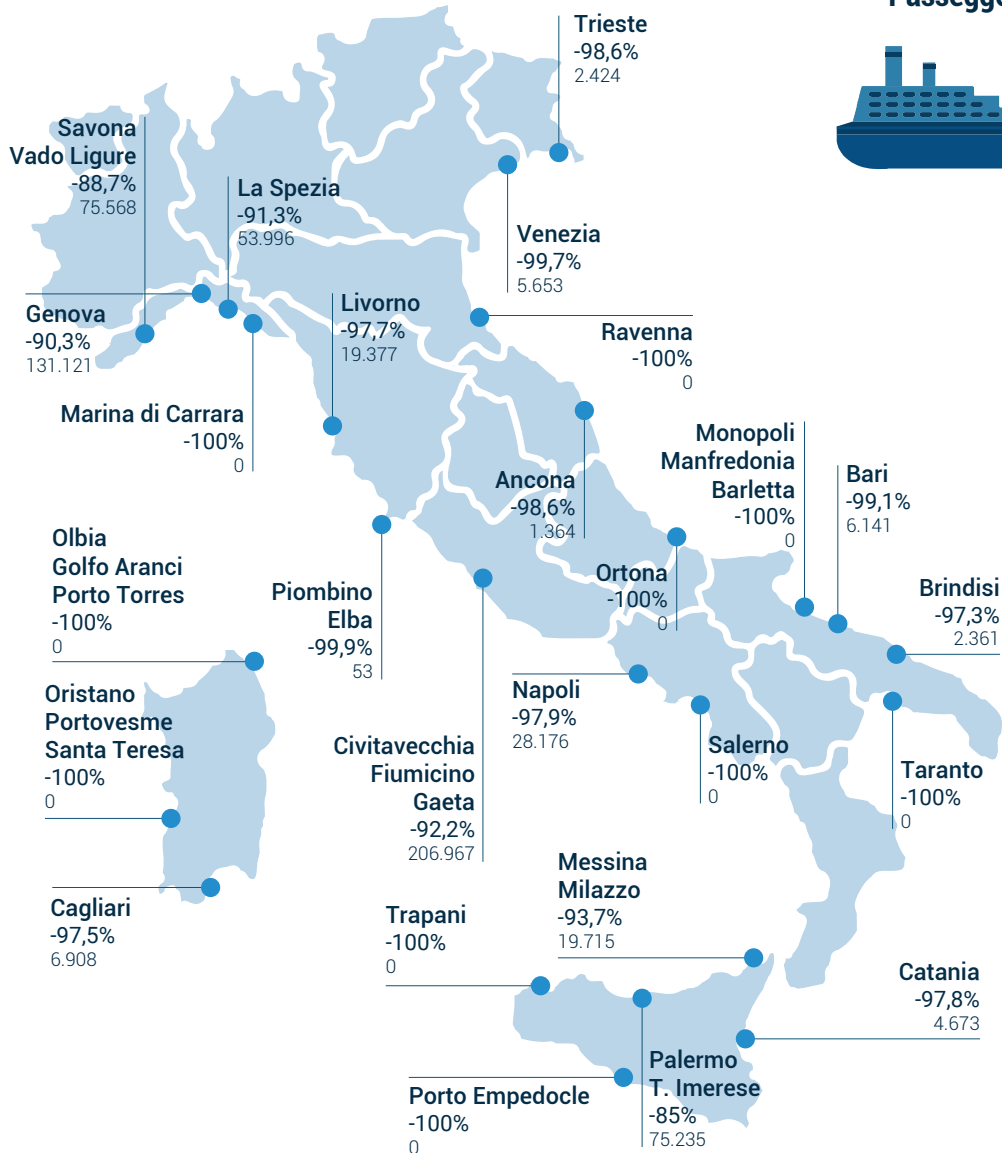 Trieste
-98,6%
2.424
Savona
Vado Ligure
-88,7%
75.568
La Spezia
-91,3%
53.996
Venezia
-99,7%
5.653
Genova
-90,3%
131.121
Livorno
-97,7%
19.377
Ravenna
-100%
0
Marina di Carrara
-100%
0
Monopoli
Manfredonia
Barletta
-100%
0
Bari
-99,1%
6.141
Ancona
-98,6%
1.364
Olbia
Golfo Aranci
Porto Torres
-100%
0
Piombino
Elba
-99,9%
53
Ortona
-100%
0
Brindisi
-97,3%
2.361
Oristano
Portovesme
Santa Teresa
-100%
0
Napoli
-97,9%
28.176
Civitavecchia
Fiumicino
Gaeta
-92,2%
206.967
Salerno
-100%
0
Taranto
-100%
0
Messina
Milazzo
-93,7%
19.715
Cagliari
-97,5%
6.908
Trapani
-100%
0
Catania
-97,8%
4.673
Palermo
T. Imerese
-85%
75.235
Porto Empedocle
-100%
0